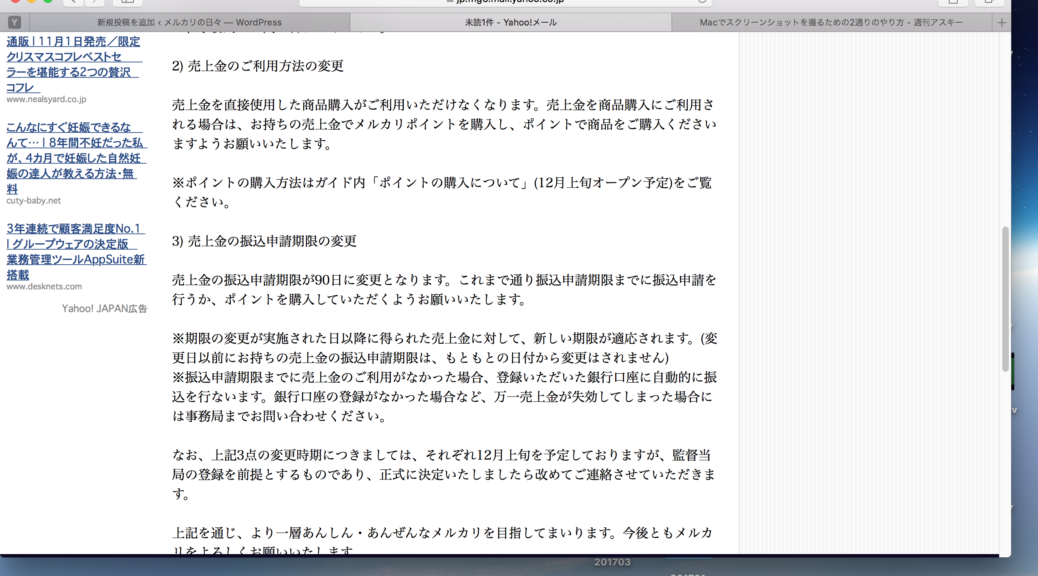 jp.mg6.mail.yahoo.co.jp
新規投稿を追加 ‹ メルカリの日々 — WordPress
未読1件 - Yahoo!メール
Macでスクリーンショットを撮るための2通りのやり方 - 週刊アスキー
Y
通販 | 11月1日発売／限定
クリスマスコフレベストセ
ラーを堪能する2つの贅沢
コフレ
www.nealsyard.co.jp
こんなにすぐ妊娠できるな
んて… | 8年間不妊だった私
が、4カ月で妊娠した自然妊
娠の達人が教える方法・無
料
cuty-baby.net
3年連続で顧客満足度No.1
| グループウェアの決定版
業務管理ツールAppSuite新
搭載
www.desknets.com
Yahoo! JAPAN広告
2) 売上金のご利用方法の変更
売上金を直接使用した商品購入がご利用いただけなくなります。売上金を商品購入にご利用さ
れる場合は、お持ちの売上金でメルカリポイントを購入し、ポイントで商品をご購入ください
ますようお願いいたします。
※ポイントの購入方法はガイド内「ポイントの購入について」(12月上旬オープン予定)をご覧
ください。
3) 売上金の振込申請期限の変更
売上金の振込申請期限が90日に変更となります。これまで通り振込申請期限までに振込申請を
行うか、ポイントを購入していただくようお願いいたします。
※期限の変更が実施された日以降に得られた売上金に対して、新しい期限が適応されます。(変
更日以前にお持ちの売上金の振込申請期限は、もともとの日付から変更はされません)
※振込申請期限までに売上金のご利用がなかった場合、登録いただいた銀行口座に自動的に振
込を行ないます。銀行口座の登録がなかった場合など、万一売上金が失効してしまった場合に
は事務局までお問い合わせください。
なお、上記3点の変更時期につきましては、それぞれ12月上旬を予定しておりますが、監督当
局の登録を前提とするものであり、正式に決定いたしましたら改めてご連絡させていただきま
す。
上記を通じ、より一層あんしん・あんぜんなメルカリを目指してまいります。今後ともメルカ
リをよろしくお願いいたします
201703